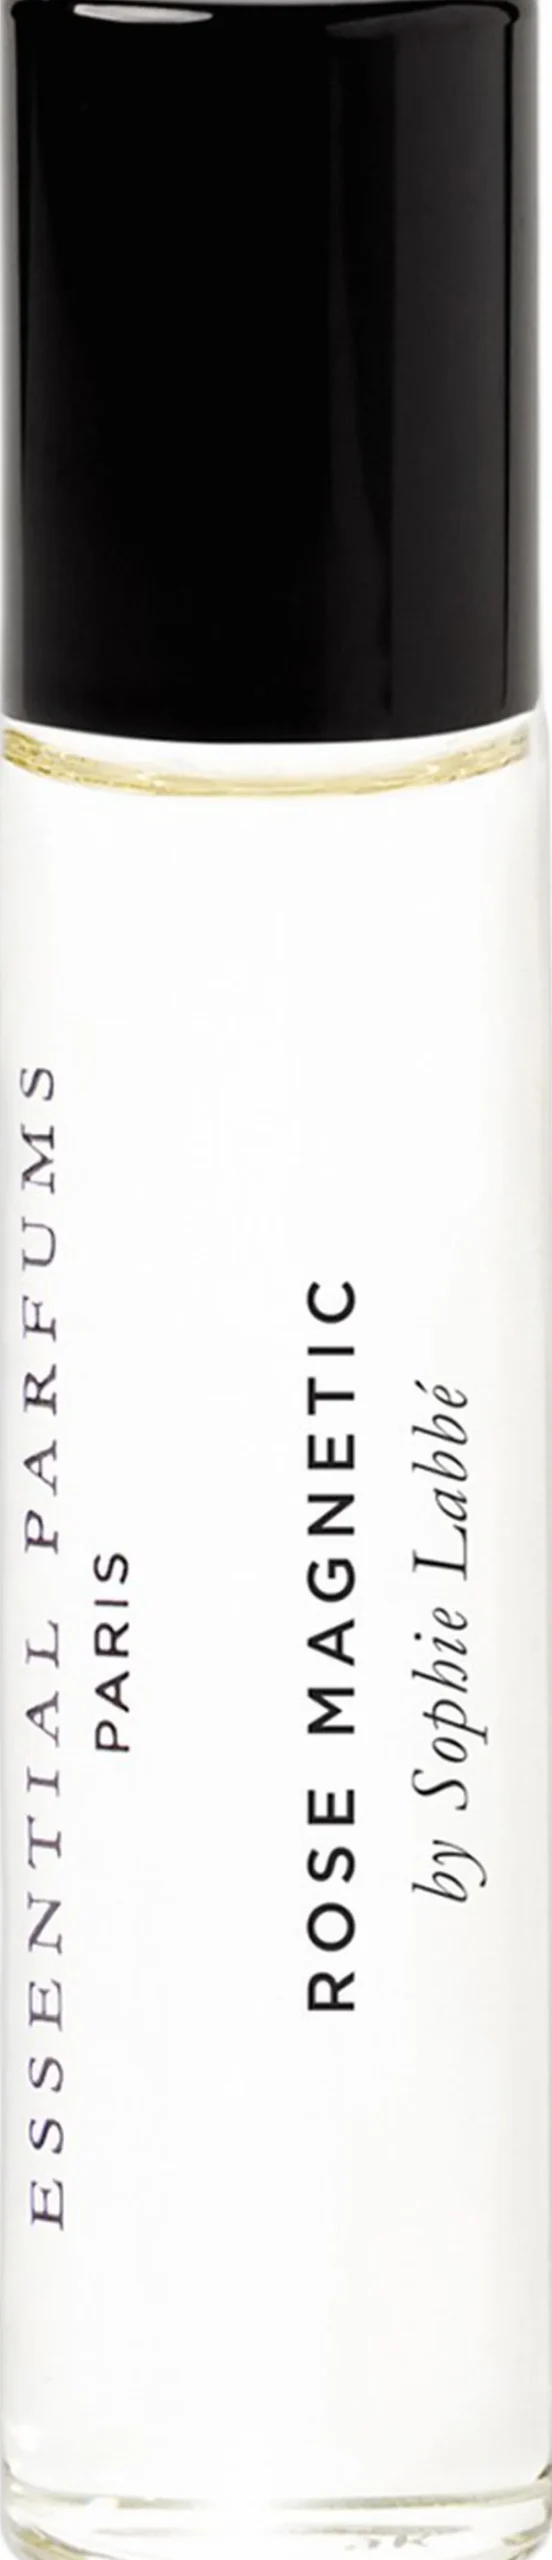 ESSENTIAL PARFUMS
PARIS
ROSE MAGNETIC
by Sophie Labbé